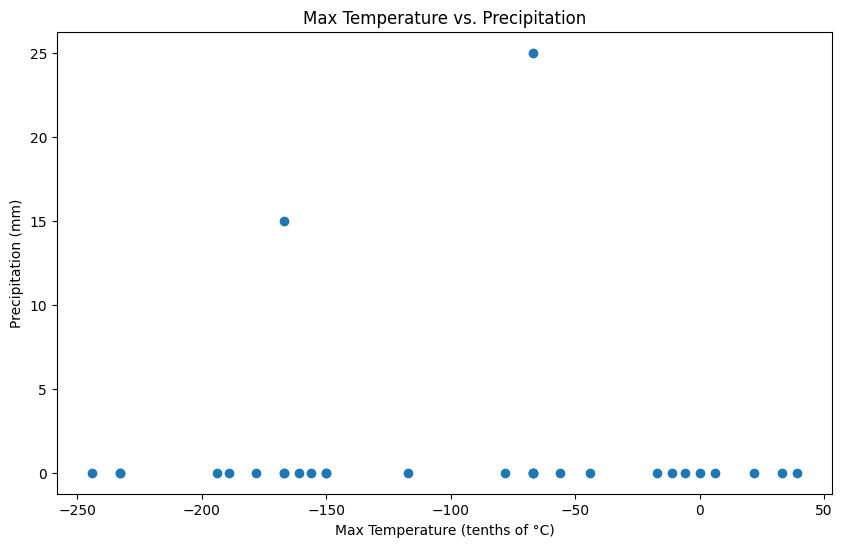 Max Temperature vs. Precipitation
25
20
15
10
5
0
Precipitation (mm)
−250 −200 −150 −100 −50 0 50
Max Temperature (tenths of °C)